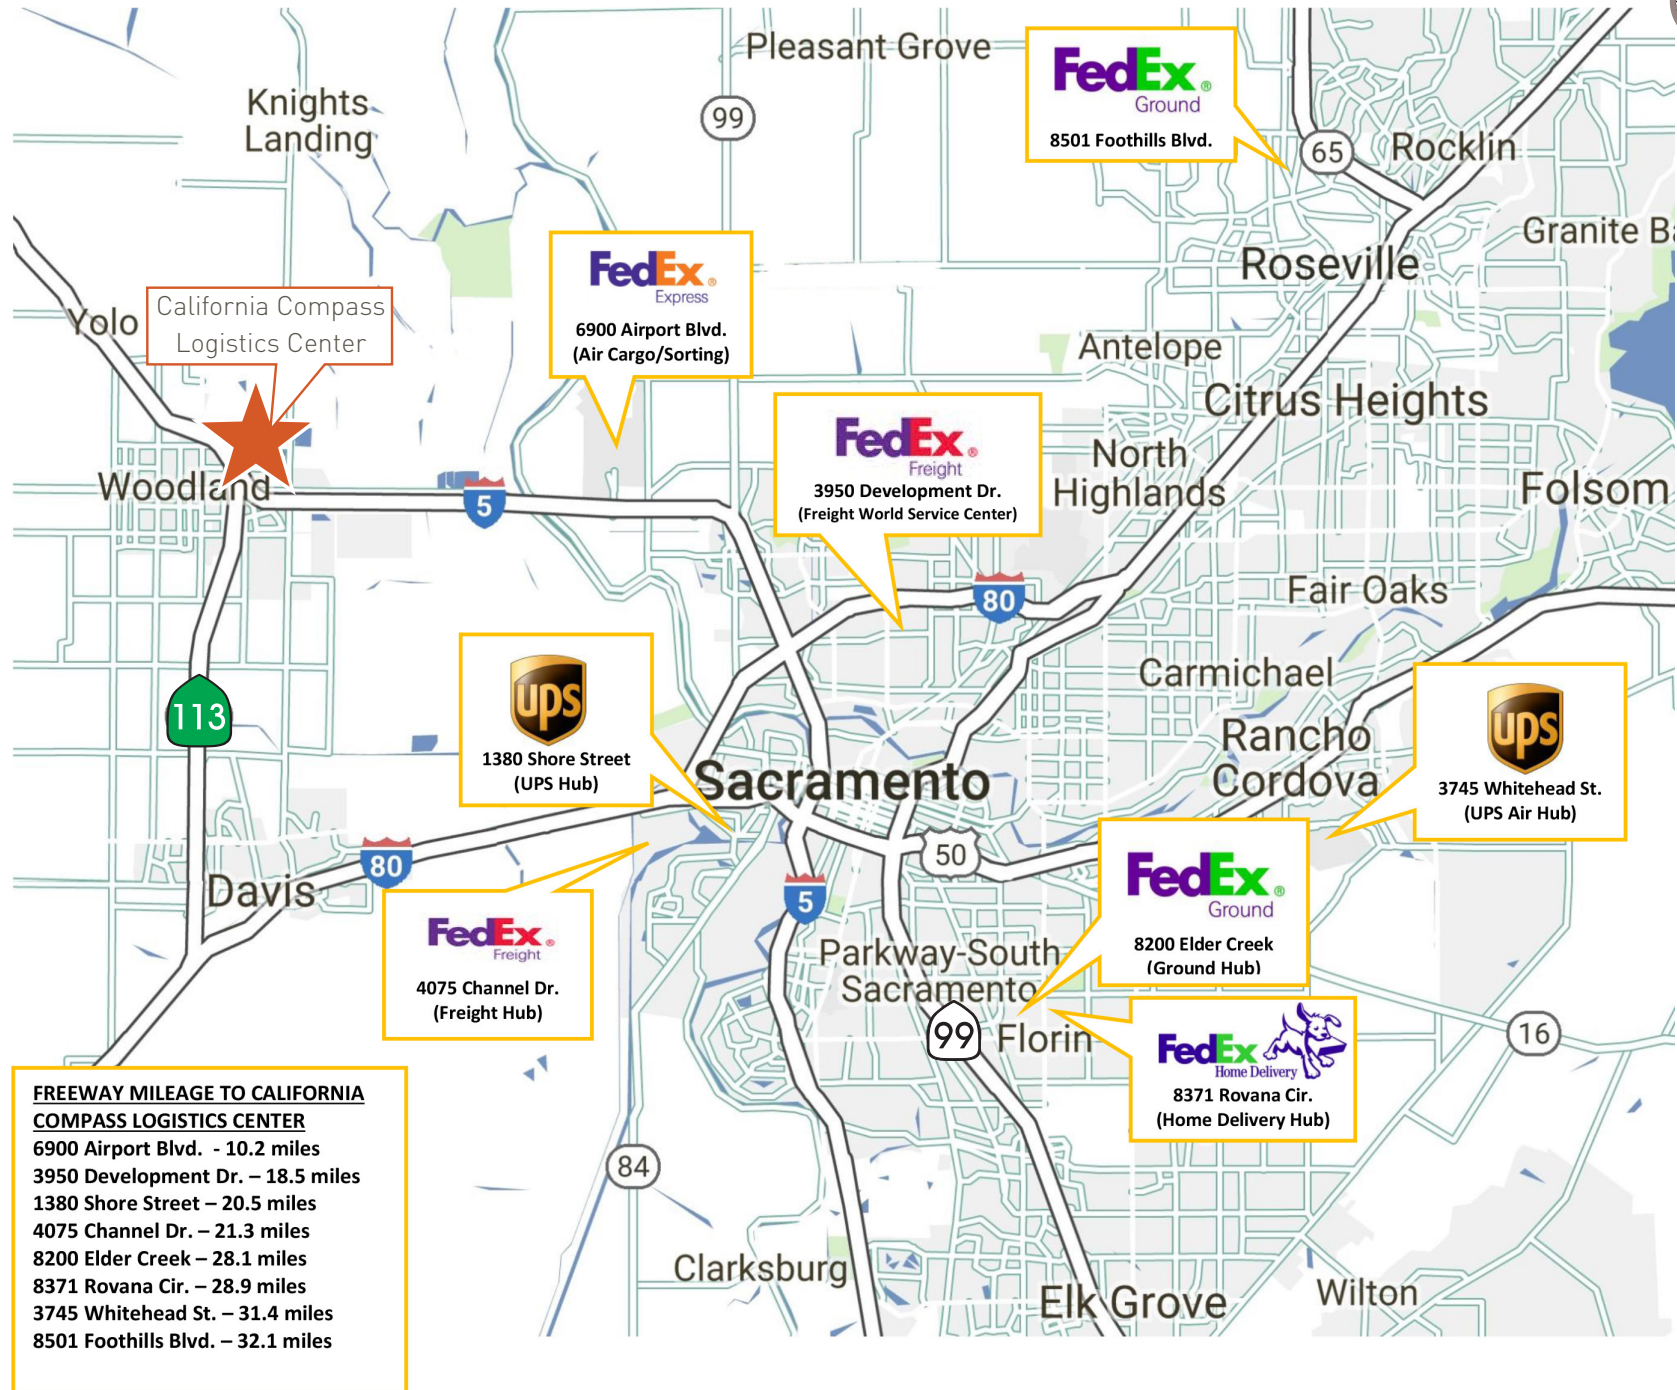 Pleasant Grove
FedEx®
Ground
8501 Foothills Blvd.
Knights
Landing
99
65
Rocklin
Granite Ba
Roseville
FedEx®
Express
6900 Airport Blvd.
(Air Cargo/Sorting)
Yolo
California Compass
Logistics Center
Antelope
Citrus Heights
FedEx®
Freight
3950 Development Dr.
(Freight World Service Center)
North
Highlands
Woodland
5
Folsom
80
Fair Oaks
Carmichael
113
ups
1380 Shore Street
(UPS Hub)
Rancho
Cordova
ups
3745 Whitehead St.
(UPS Air Hub)
Sacramento
80
50
Davis
5
FedEx®
Freight
4075 Channel Dr.
(Freight Hub)
FedEx®
Ground
8200 Elder Creek
(Ground Hub)
Parkway-South
Sacramento
99
Florin
16
FedEx
Home Delivery
8371 Rovana Cir.
(Home Delivery Hub)
FREEWAY MILEAGE TO CALIFORNIA
COMPASS LOGISTICS CENTER
6900 Airport Blvd. - 10.2 miles
3950 Development Dr. – 18.5 miles
1380 Shore Street – 20.5 miles
4075 Channel Dr. – 21.3 miles
8200 Elder Creek – 28.1 miles
8371 Rovana Cir. – 28.9 miles
3745 Whitehead St. – 31.4 miles
8501 Foothills Blvd. – 32.1 miles
84
Clarksburg
Elk Grove
Wilton